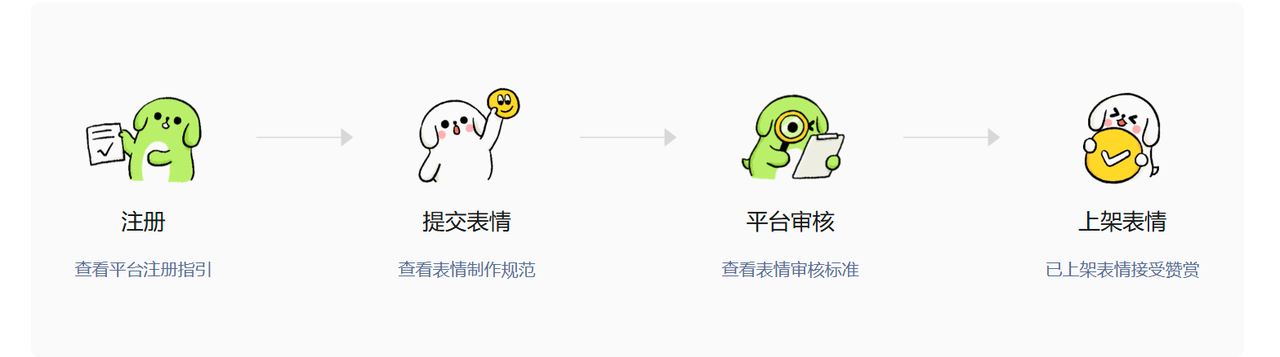 注册
提交表情
平台审核
上架表情
查看平台注册指引
查看表情制作规范
查看表情审核标准
已上架表情接受赞赏